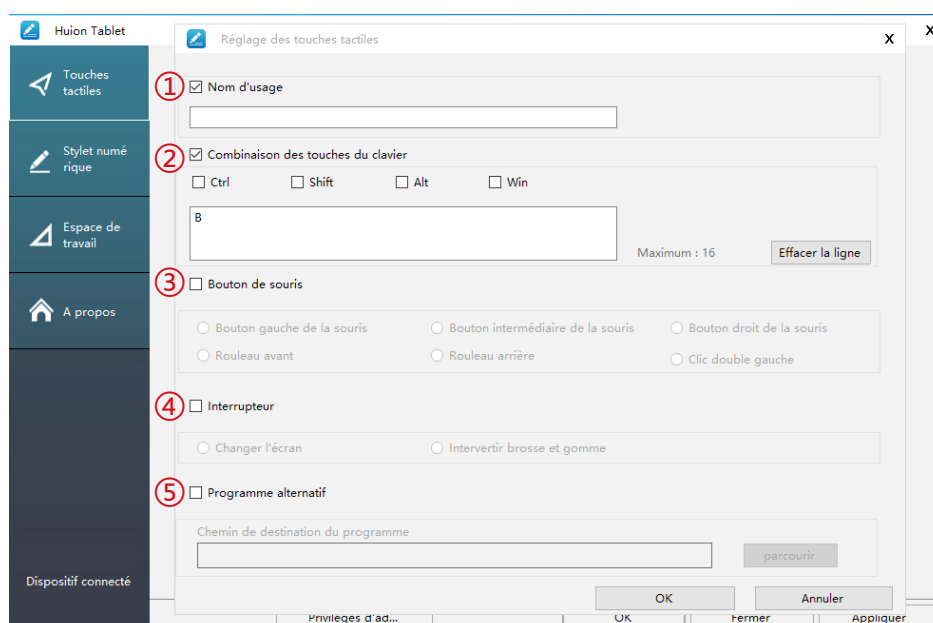 Huion Tablet
X
Réglage des touches tactiles
X
Touches
tactiles
Stylet numé
rique
Espace de
travail
A propos
Dispositif connecté
① Nom d'usage
② Combinaison des touches du clavier
Ctrl Shift Alt Win
B
Maximum : 16 Effacer la ligne
③ Bouton de souris
Bouton gauche de la souris Bouton intermédiaire de la souris Bouton droit de la souris
Rouleau avant Rouleau arrière Clic double gauche
④ Interrupteur
Changer l'écran Intervertir brosse et gomme
⑤ Programme alternatif
Chemin de destination du programme
parcourir
OK Annuler
Privilèges d'ad... OK Fermer Appliquer